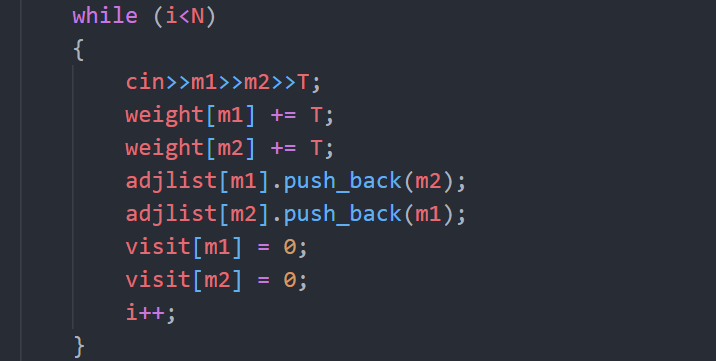 while (i<N)
{
cin>>m1>>m2>>T;
weight[m1] += T;
weight[m2] += T;
adjlist[m1].push_back(m2);
adjlist[m2].push_back(m1);
visit[m1] = 0;
visit[m2] = 0;
i++;
}